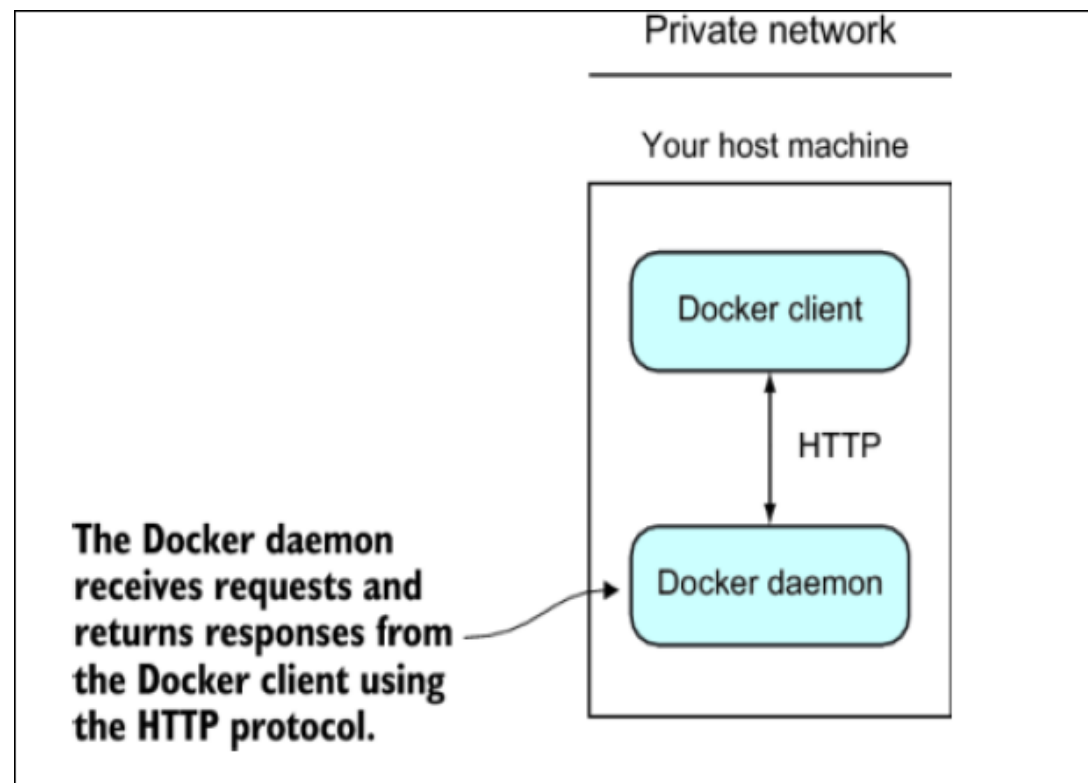 Private network
Your host machine
Docker client
HTTP
Docker daemon
The Docker daemon
receives requests and
returns responses from
the Docker client using
the HTTP protocol.